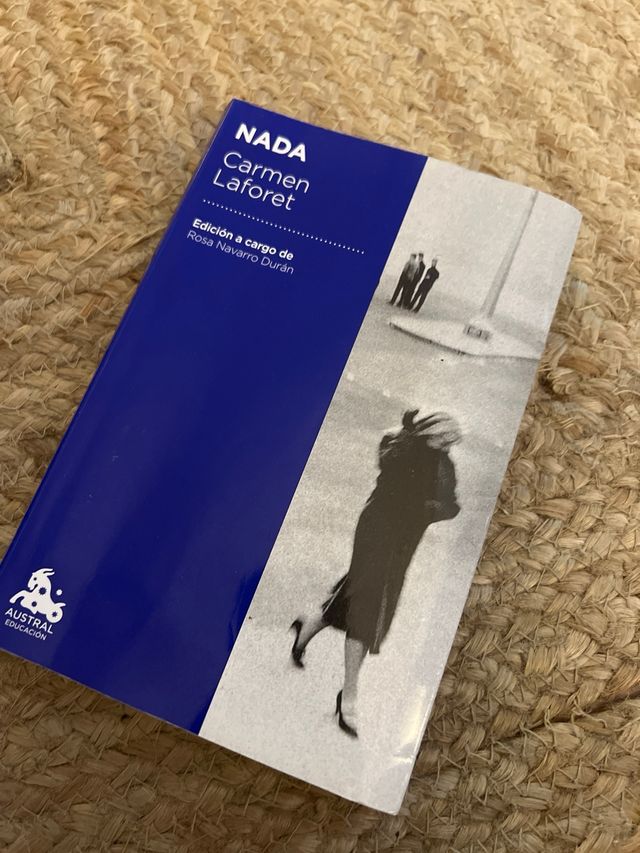 NADA
Carmen
Laforet
Edición a cargo de
Rosa Navarro Durán
AUSTRAL
EDUCACIÓN